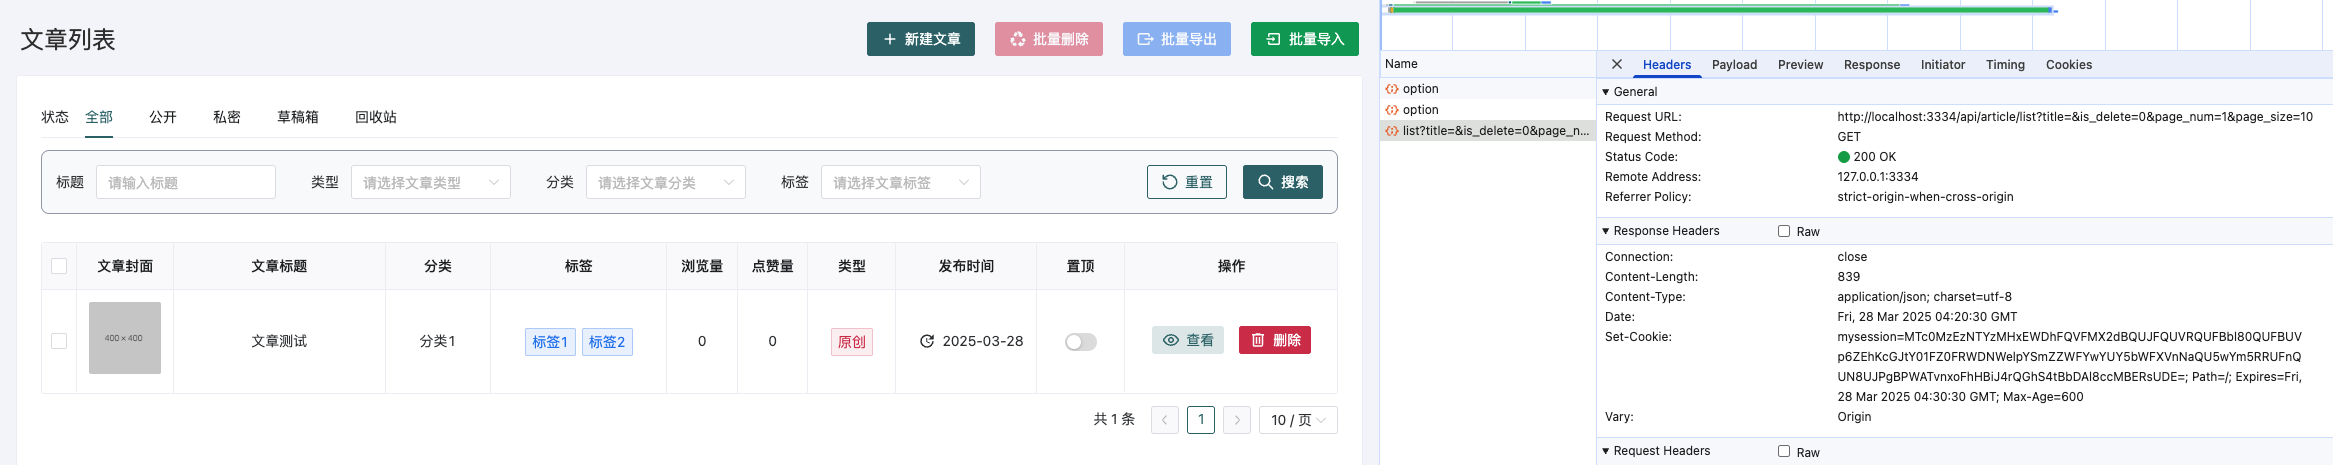 文章列表
新建文章
批量删除
批量导出
批量导入
状态 全部 公开 私密 草稿箱 回收站
标题 请输入标题 类型 请选择文章类型 分类 请选择文章分类 标签 请选择文章标签 重置 搜索
文章封面 文章标题 分类 标签 浏览量 点赞量 类型 发布时间 置顶 操作
400×400 文章测试 分类1 标签1 标签2 0 0 原创 2025-03-28 查看 删除
共 1 条 1 10 / 页
Name
option
option
list?title=&is_delete=0&page_n...
Headers Payload Preview Response Initiator Timing Cookies
General
Request URL: http://localhost:3334/api/article/list?title=&is_delete=0&page_num=1&page_size=10
Request Method: GET
Status Code: 200 OK
Remote Address: 127.0.0.1:3334
Referrer Policy: strict-origin-when-cross-origin
Response Headers Raw
Connection: close
Content-Length: 839
Content-Type: application/json; charset=utf-8
Date: Fri, 28 Mar 2025 04:20:30 GMT
Set-Cookie: mysession=MTc0MzEzNTYzMHxEWDhFQVFMX2dBQUJFQUVRQUFBbl80QUFBUV
p6ZEhKcGJtY01FZ0FRWDNWelpYSmZZWFYwYUY5bWFXVnNaQU5wYm5RRUFnQ
UN8UJPgBPWATvnxoFhHBiJ4rQGhS4tBbDAl8ccMBERsUDE=; Path=/; Expires=Fri,
28 Mar 2025 04:30:30 GMT; Max-Age=600
Vary: Origin
Request Headers Raw